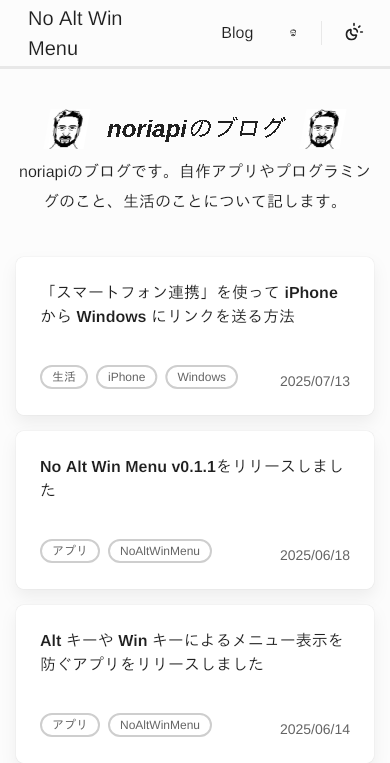 No Alt Win
Menu
Blog
noriapiのブログ
noriapiのブログです。自作アプリやプログラミン
グのこと、生活のことについて記します。
「スマートフォン連携」を使って iPhone
から Windows にリンクを送る方法
生活
iPhone
Windows
2025/07/13
No Alt Win Menu v0.1.1をリリースしまし
た
アプリ
NoAltWinMenu
2025/06/18
Alt キーや Win キーによるメニュー表示を
防ぐアプリをリリースしました
アプリ
NoAltWinMenu
2025/06/14